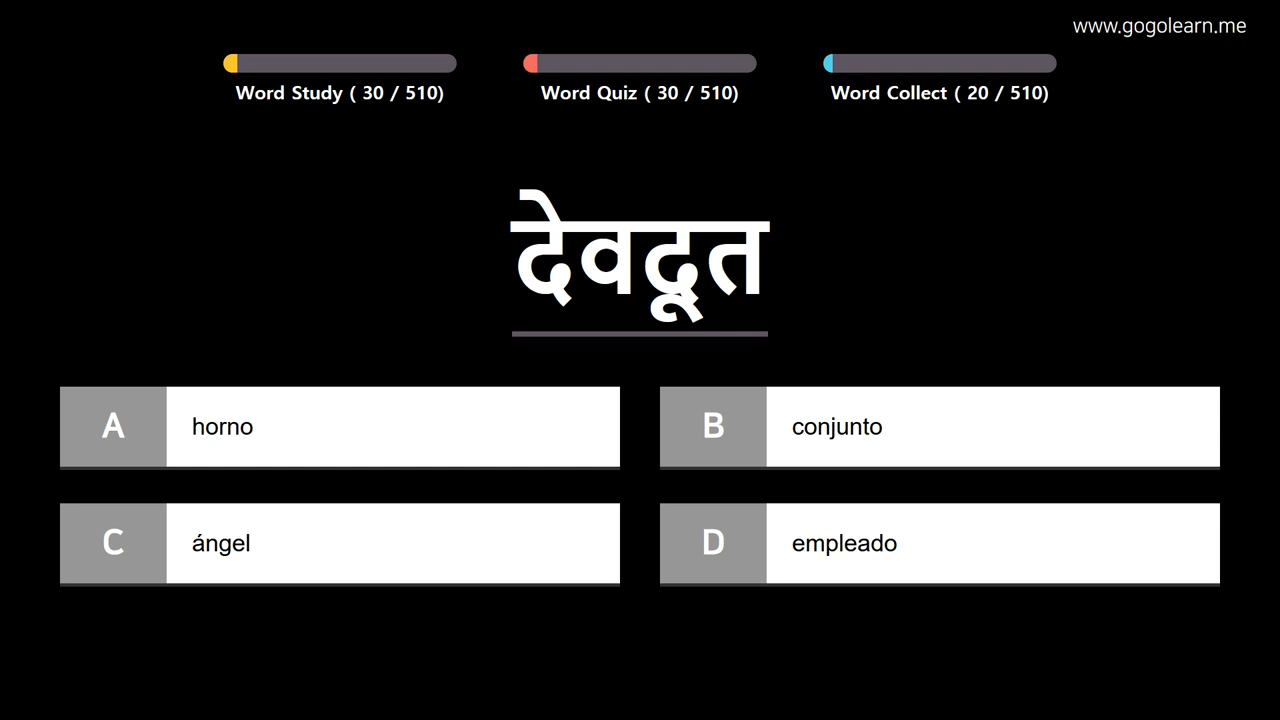 www.gogolearn.me
Word Study ( 30 / 510)
Word Quiz ( 30 / 510)
Word Collect ( 20 / 510)
देवदूत
A horno
B conjunto
C ángel
D empleado